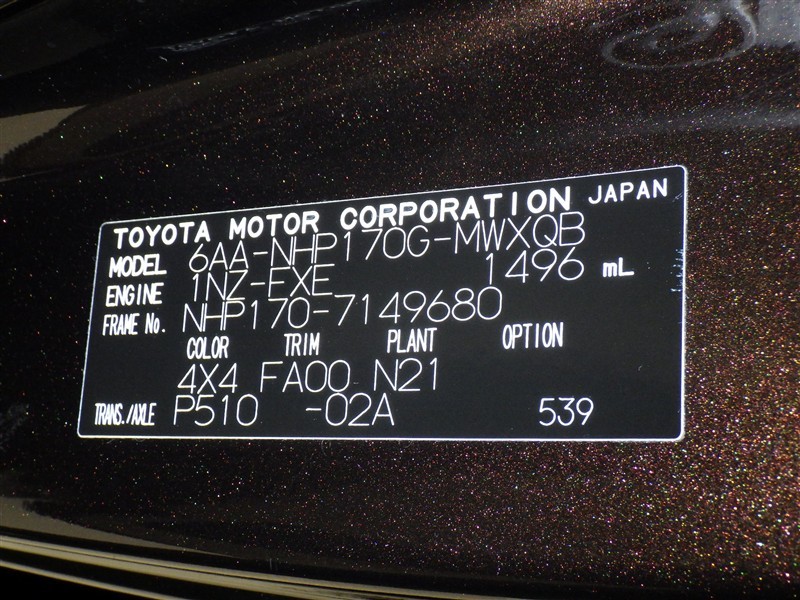 TOYOTA MOTOR CORPORATION JAPAN
MODEL 6AA-NHP170G-MWXQB
ENGINE 1NZ-FXE 1496 mL
FRAME No. NHP170-7149680
COLOR TRIM PLANT OPTION
4X4 FA00 N21
TRANS./AXLE P510 -02A 539